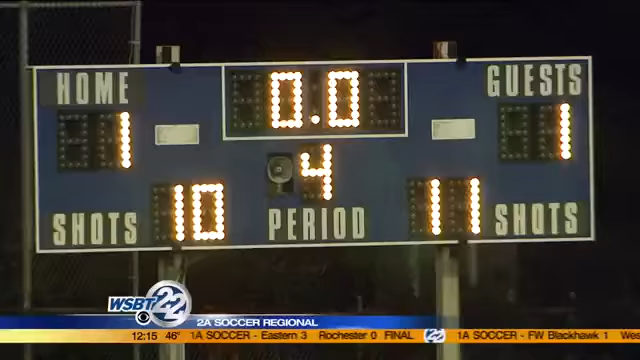 HOME 0.0 GUESTS
1 1
10 4 11
SHOTS PERIOD SHOTS
WSBT 22
2A SOCCER REGIONAL
12:15 46° 1A SOCCER - Eastern 3 Rochester 0 FINAL 22 1A SOCCER - FW Blackhawk 1 Wes